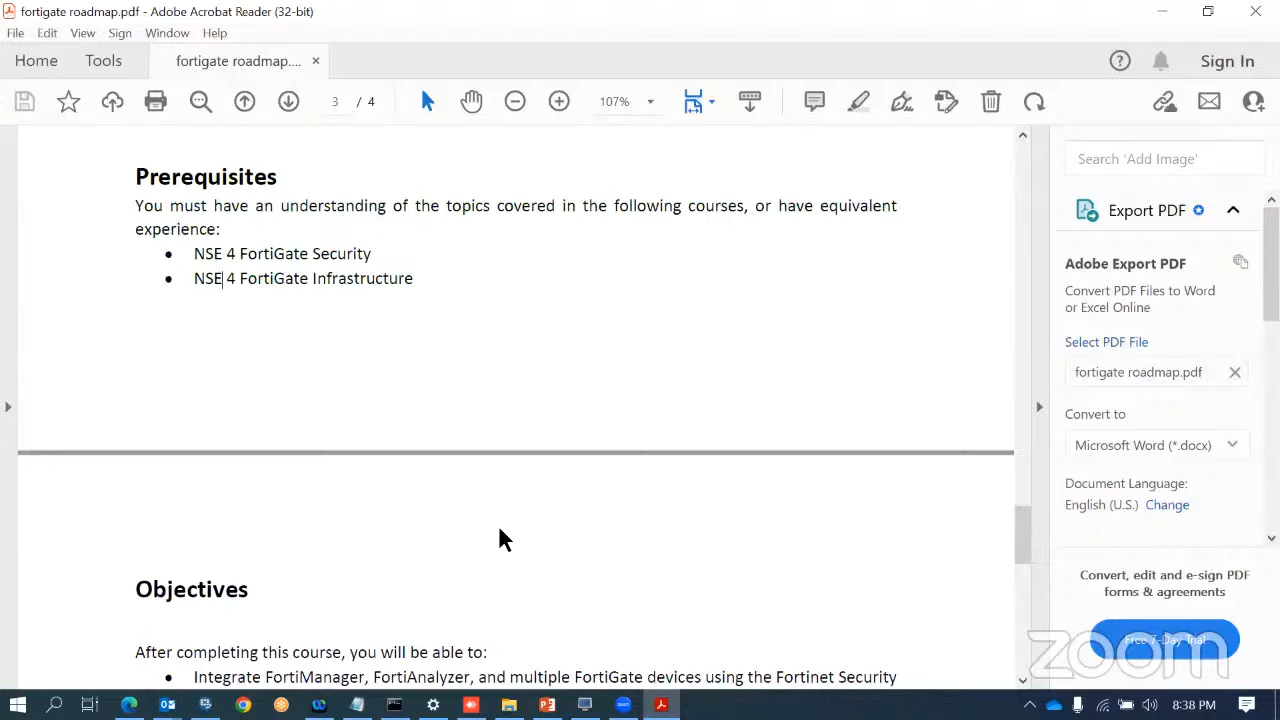 fortigate roadmap.pdf - Adobe Acrobat Reader (32-bit)
File Edit View Sign Window Help
Home Tools fortigate roadmap.... × Sign In
3 / 4 107%
Search 'Add Image'
Prerequisites
You must have an understanding of the topics covered in the following courses, or have equivalent
experience:
• NSE 4 FortiGate Security
• NSE 4 FortiGate Infrastructure
Export PDF
Adobe Export PDF
Convert PDF Files to Word
or Excel Online
Select PDF File
fortigate roadmap.pdf
Convert to
Microsoft Word (*.docx)
Document Language:
English (U.S.) Change
Objectives
After completing this course, you will be able to:
• Integrate FortiManager, FortiAnalyzer, and multiple FortiGate devices using the Fortinet Security
Convert, edit and e-sign PDF
forms & agreements
Free 7-Day Trial
zoom
8:38 PM